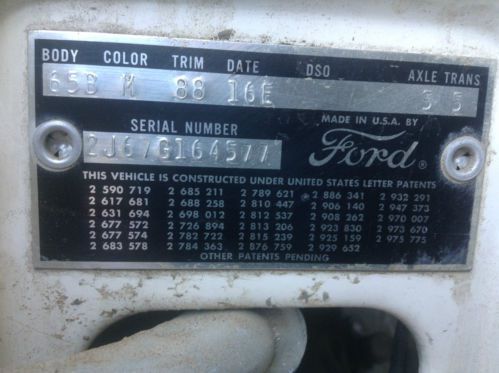 BODY COLOR TRIM DATE DSO AXLE TRANS
65B M 88 16E 3 5
SERIAL NUMBER
2J67G164577
MADE IN U.S.A. BY
Ford®
THIS VEHICLE IS CONSTRUCTED UNDER UNITED STATES LETTER PATENTS
2 590 719 2 685 211 2 789 621 2 886 341 2 932 291
2 617 681 2 688 258 2 810 447 2 906 140 2 947 373
2 631 694 2 698 012 2 812 537 2 908 262 2 970 007
2 677 572 2 726 894 2 813 206 2 923 830 2 973 670
2 677 574 2 782 722 2 815 239 2 925 159 2 975 775
2 683 578 2 784 363 2 876 759 2 929 652
OTHER PATENTS PENDING